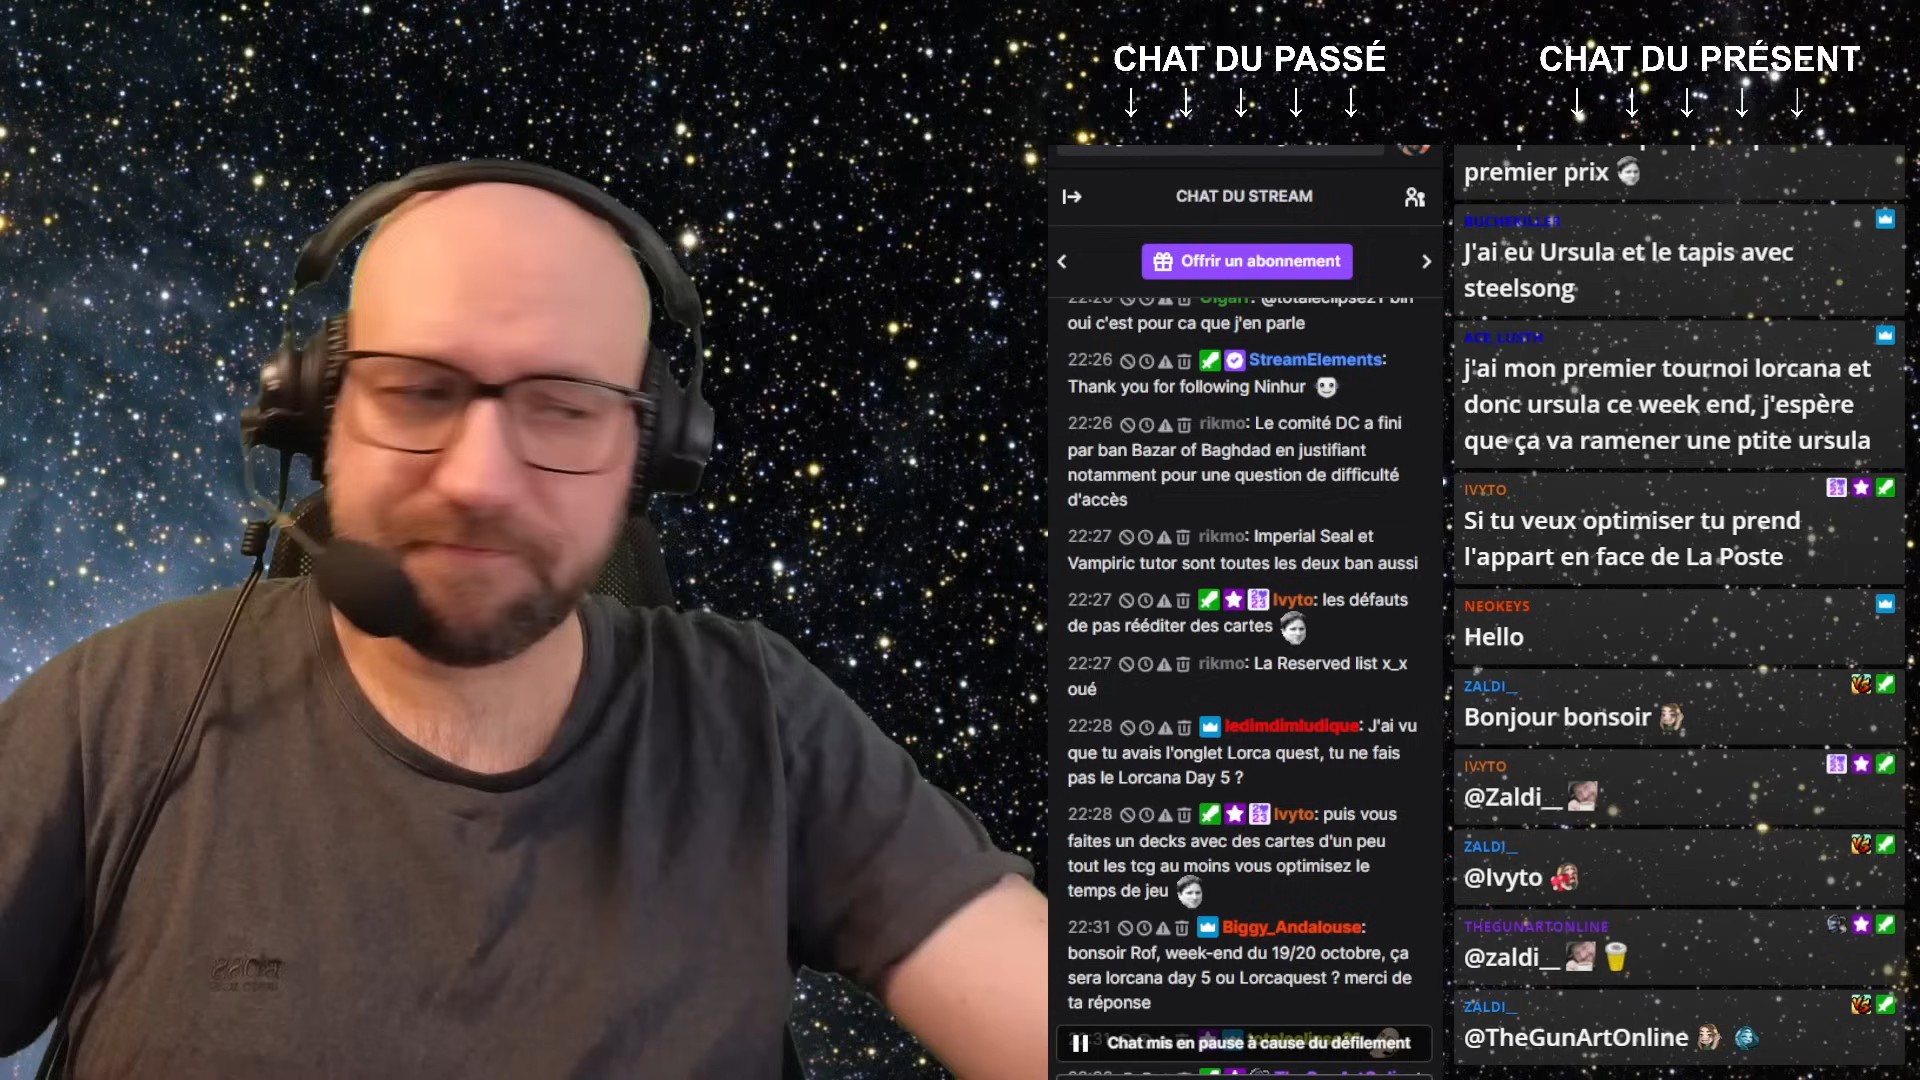 CHAT DU PASSÉ
CHAT DU STREAM
Offrir un abonnement
oui c'est pour ca que j'en parle
22:26 StreamElements:
Thank you for following Ninhur
22:26 rikmo: Le comité DC a fini
par ban Bazar of Baghdad en justifiant
notamment pour une question de difficulté
d'accès
22:27 rikmo: Imperial Seal et
Vampiric tutor sont toutes les deux ban aussi
22:27 Ivyto: les défauts
de pas rééditer des cartes
22:27 rikmo: La Reserved list x_x
oué
22:28 ledimdimludique: J'ai vu
que tu avais l'onglet Lorca quest, tu ne fais
pas le Lorcana Day 5 ?
22:28 Ivyto: puis vous
faites un decks avec des cartes d'un peu
tout les tcg au moins vous optimisez le
temps de jeu
22:31 Biggy_Andalouse:
bonsoir Rof, week-end du 19/20 octobre, ça
sera lorcana day 5 ou Lorcaquest ? merci de
ta réponse
Chat mis en pause à cause du défilement
CHAT DU PRÉSENT
premier prix
BUCHEKILLER
J'ai eu Ursula et le tapis avec
steelsong
ACE_LUSTH
j'ai mon premier tournoi lorcana et
donc ursula ce week end, j'espère
que ça va ramener une ptite ursula
IVYTO
Si tu veux optimiser tu prend
l'appart en face de La Poste
NEOKEYS
Hello
ZALDI__
Bonjour bonsoir
IVYTO
@Zaldi__
ZALDI__
@Ivyto
THEGUNARTONLINE
@zaldi__
ZALDI__
@TheGunArtOnline